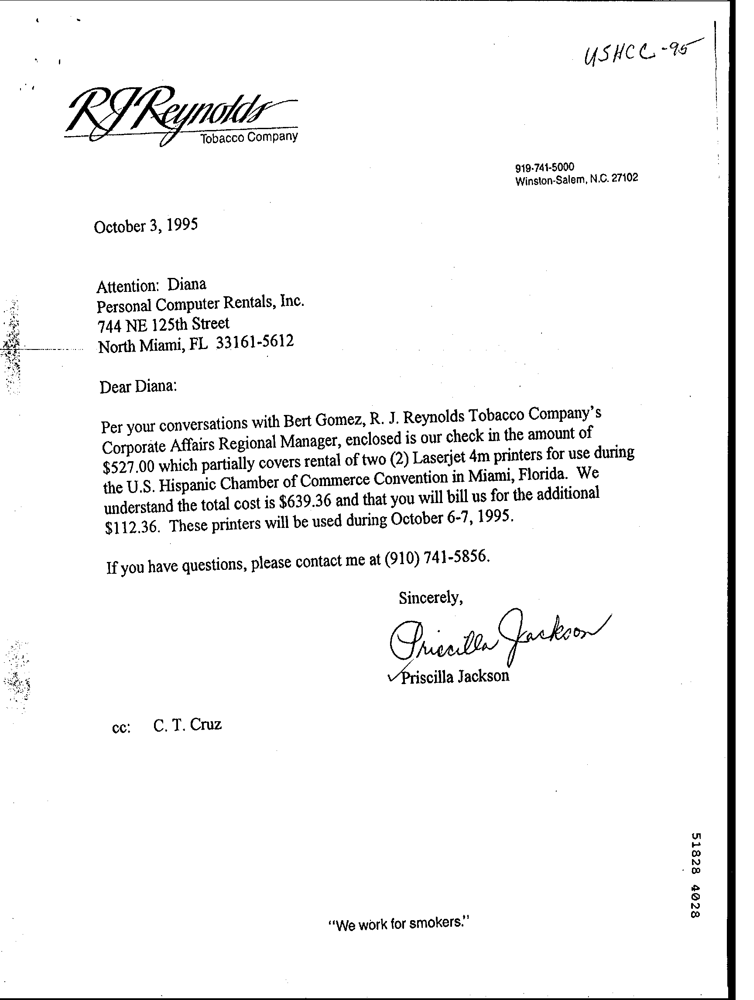 USHCC-95
RJReynolds
Tobacco Company
919-741-5000
Winston-Salem, N.C. 27102
October 3, 1995
Attention: Diana
Personal Computer Rentals, Inc.
744 NE 125th Street
North Miami, FL 33161-5612
Dear Diana:
Per your conversations with Bert Gomez, R. J. Reynolds Tobacco Company's
Corporate Affairs Regional Manager, enclosed is our check in the amount of
$527.00 which partially covers rental of two (2) Laserjet 4m printers for use during
the U.S. Hispanic Chamber of Commerce Convention in Miami, Florida. We
understand the total cost is $639.36 and that you will bill us for the additional
$112.36. These printers will be used during October 6-7, 1995.
If you have questions, please contact me at (910) 741-5856.
Sincerely,
Priscilla Jackson
✓Priscilla Jackson
cc: C. T. Cruz
51828 4028
"We work for smokers."